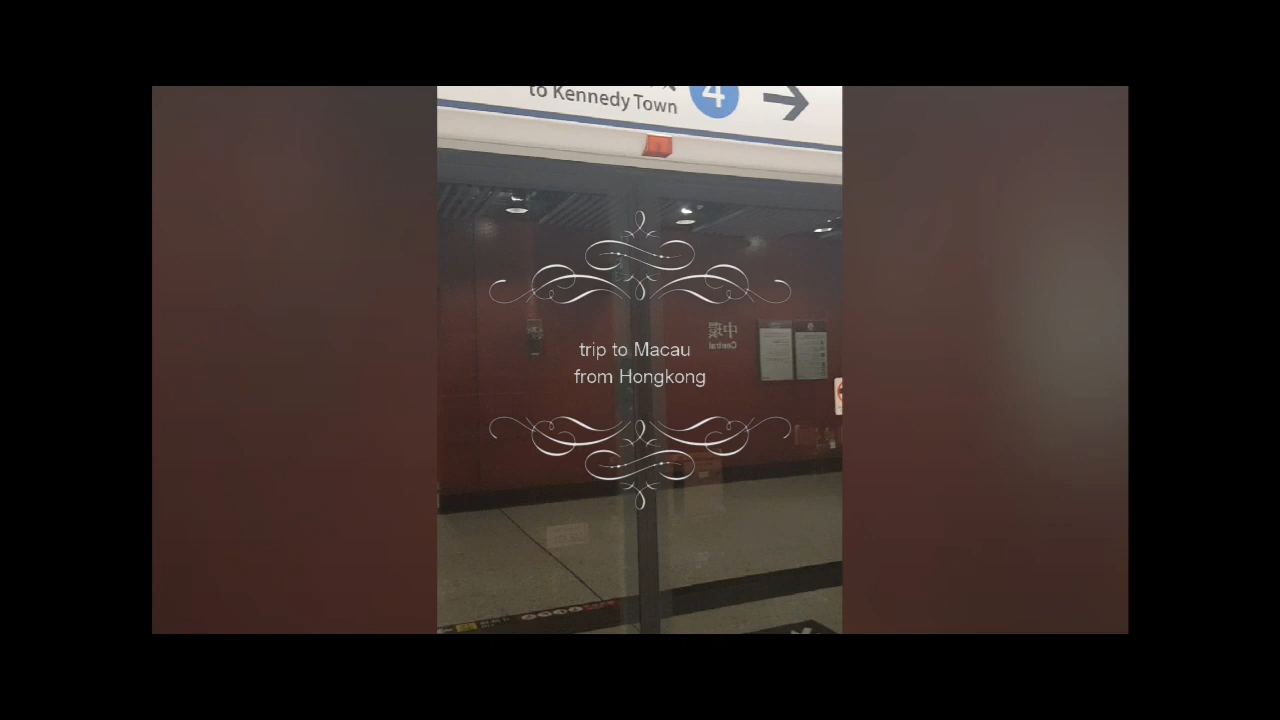 to Kennedy Town
4
中環
Central
trip to Macau
from Hongkong